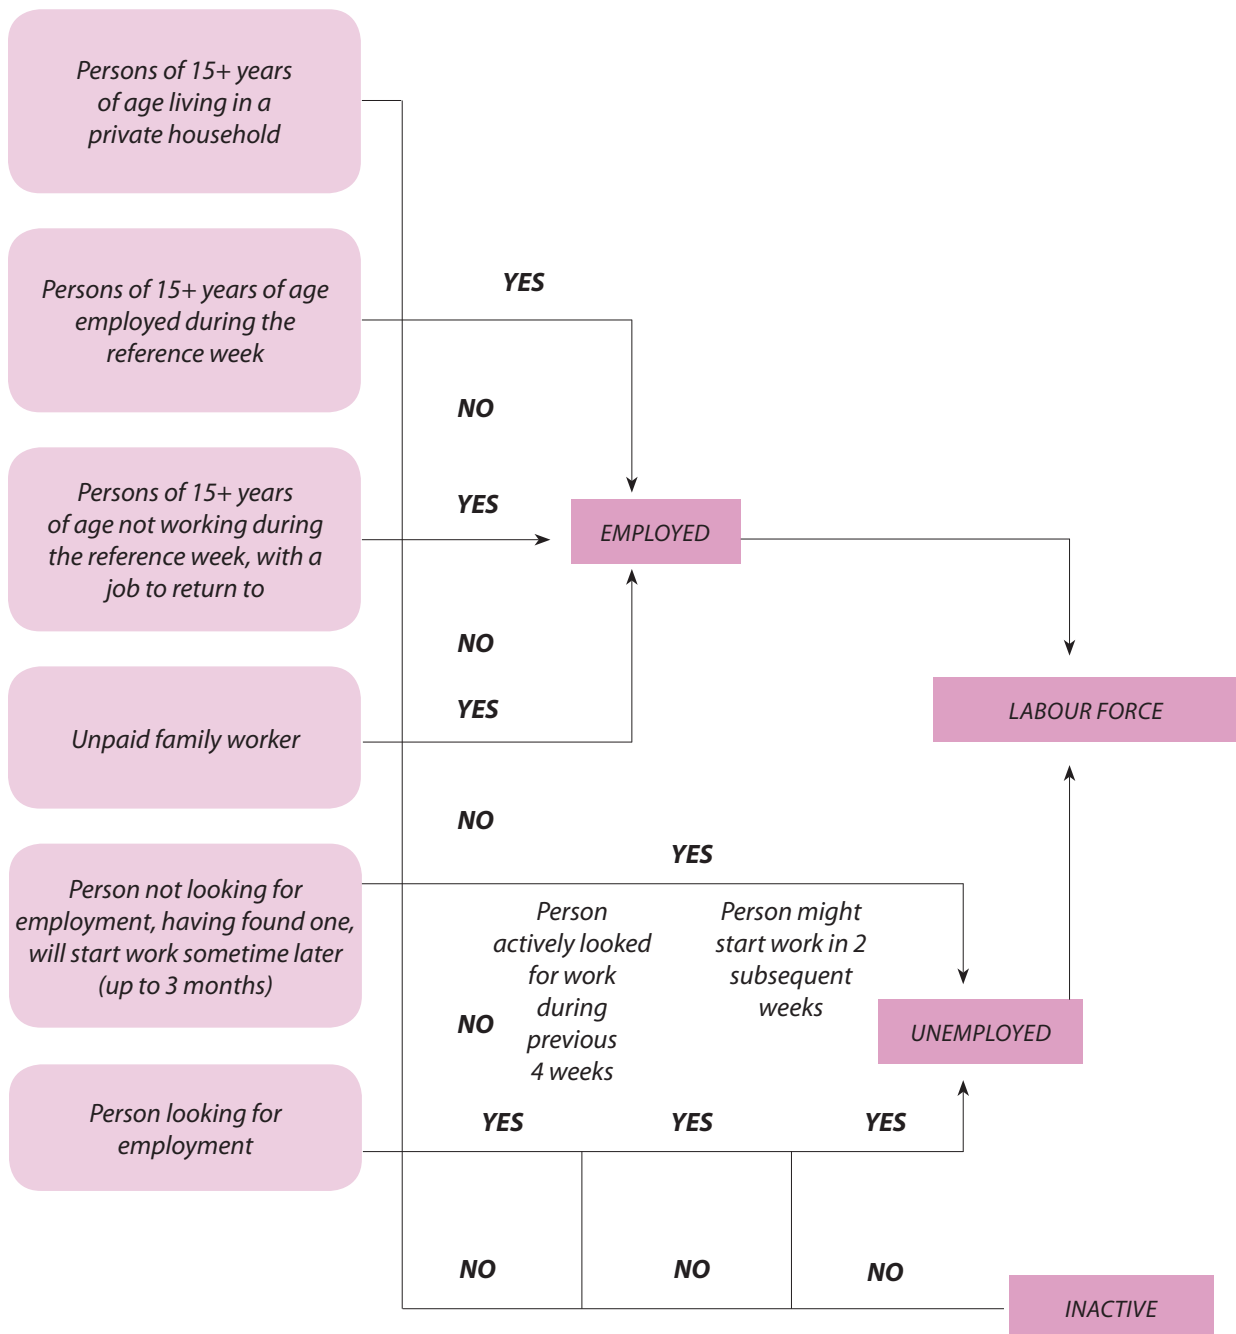 Persons of 15+ years
of age living in a
private household
YES
Persons of 15+ years of age
employed during the
reference week
NO
Persons of 15+ years
of age not working during
the reference week, with a
job to return to
YES
EMPLOYED
NO
Unpaid family worker
YES
LABOUR FORCE
NO
YES
Person not looking for
employment, having found one,
will start work sometime later
(up to 3 months)
Person
actively looked
for work
during
previous
4 weeks
Person might
start work in 2
subsequent
weeks
NO
UNEMPLOYED
Person looking for
employment
YES
YES
YES
NO
NO
NO
INACTIVE